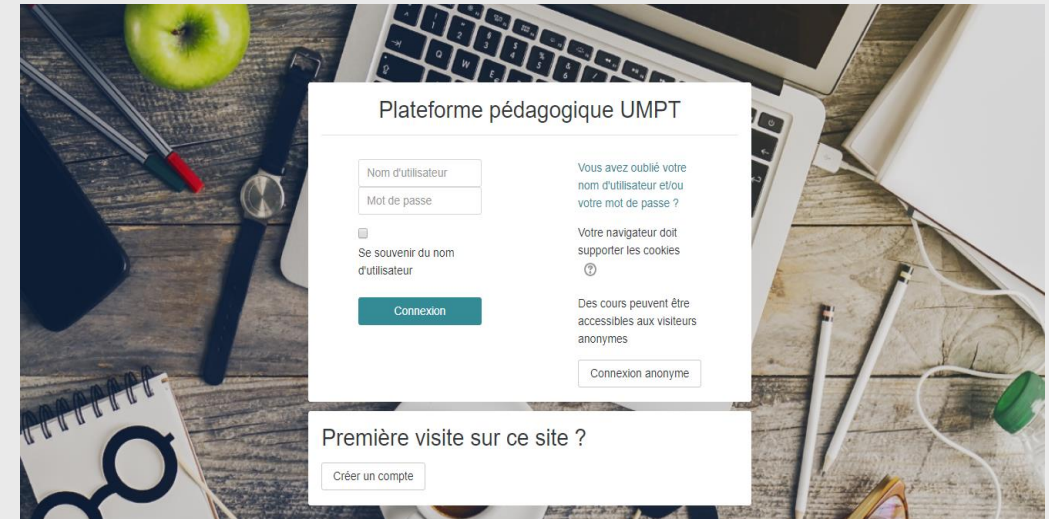 Plateforme pédagogique UMPT
Nom d'utilisateur
Mot de passe
Se souvenir du nom
d'utilisateur
Connexion
Vous avez oublié votre
nom d'utilisateur et/ou
votre mot de passe ?
Votre navigateur doit
supporter les cookies
Des cours peuvent être
accessibles aux visiteurs
anonymes
Connexion anonyme
Première visite sur ce site ?
Créer un compte